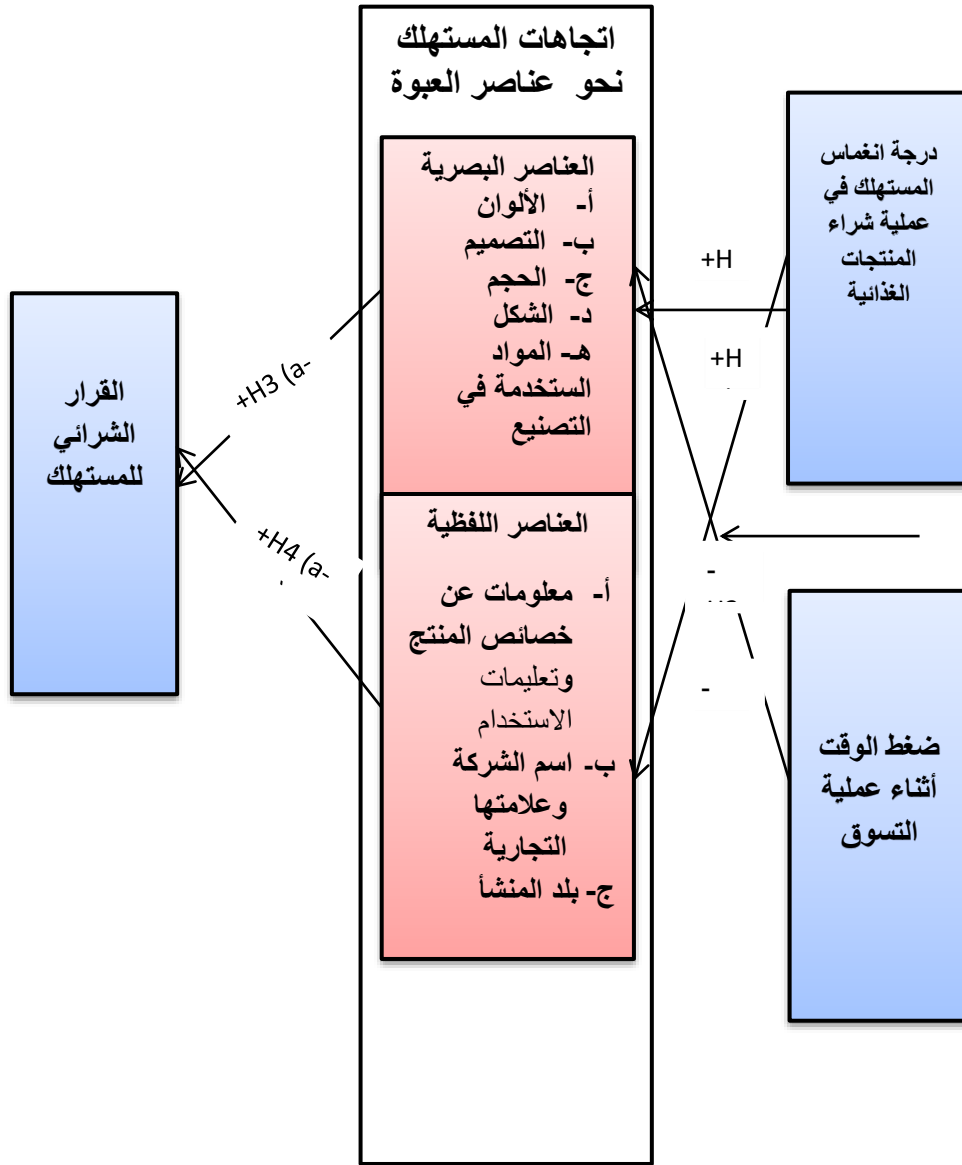 اتجاهات المستهلك
نحو عناصر العبوة
درجة انغماس
المستهلك في
عملية شراء
المنتجات
الغذائية
العناصر البصرية
أ- الألوان
ب- التصميم
ج- الحجم
د- الشكل
هـ- المواد
الستخدمة في
التصنيع
+H
+H
القرار
الشرائي
للمستهلك
+H3 (a-
+H4 (a-
العناصر اللفظية
أ- معلومات عن
خصائص المنتج
وتعليمات
الاستخدام
ب- اسم الشركة
وعلامتها
التجارية
ج- بلد المنشأ
-
-
ضغط الوقت
أثناء عملية
التسوق